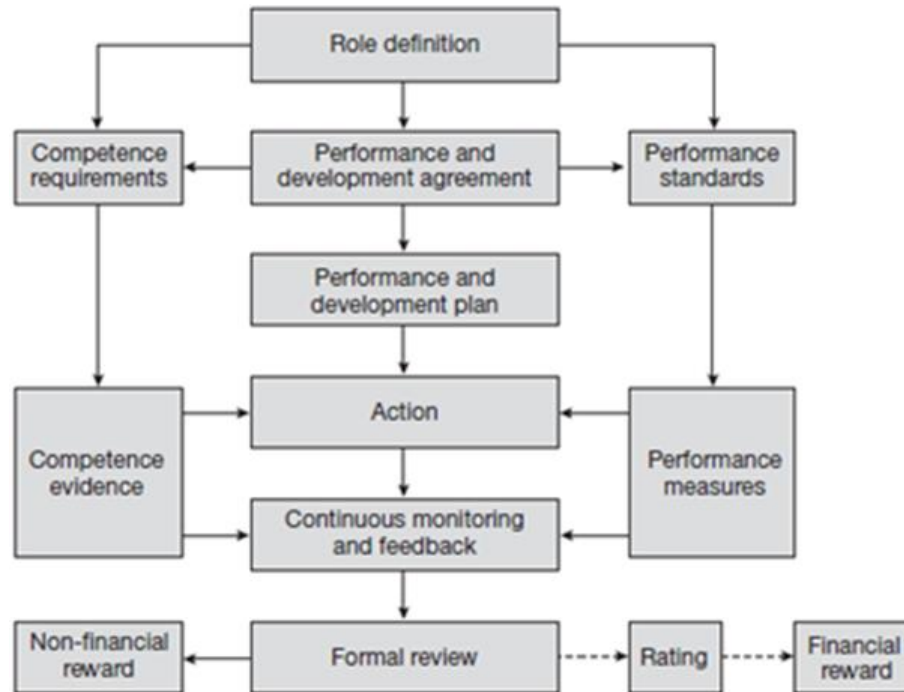 Role definition
Competence
requirements
Performance and
development agreement
Performance
standards
Performance and
development plan
Action
Competence
evidence
Performance
measures
Continuous monitoring
and feedback
Non-financial
reward
Formal review
Rating
Financial
reward